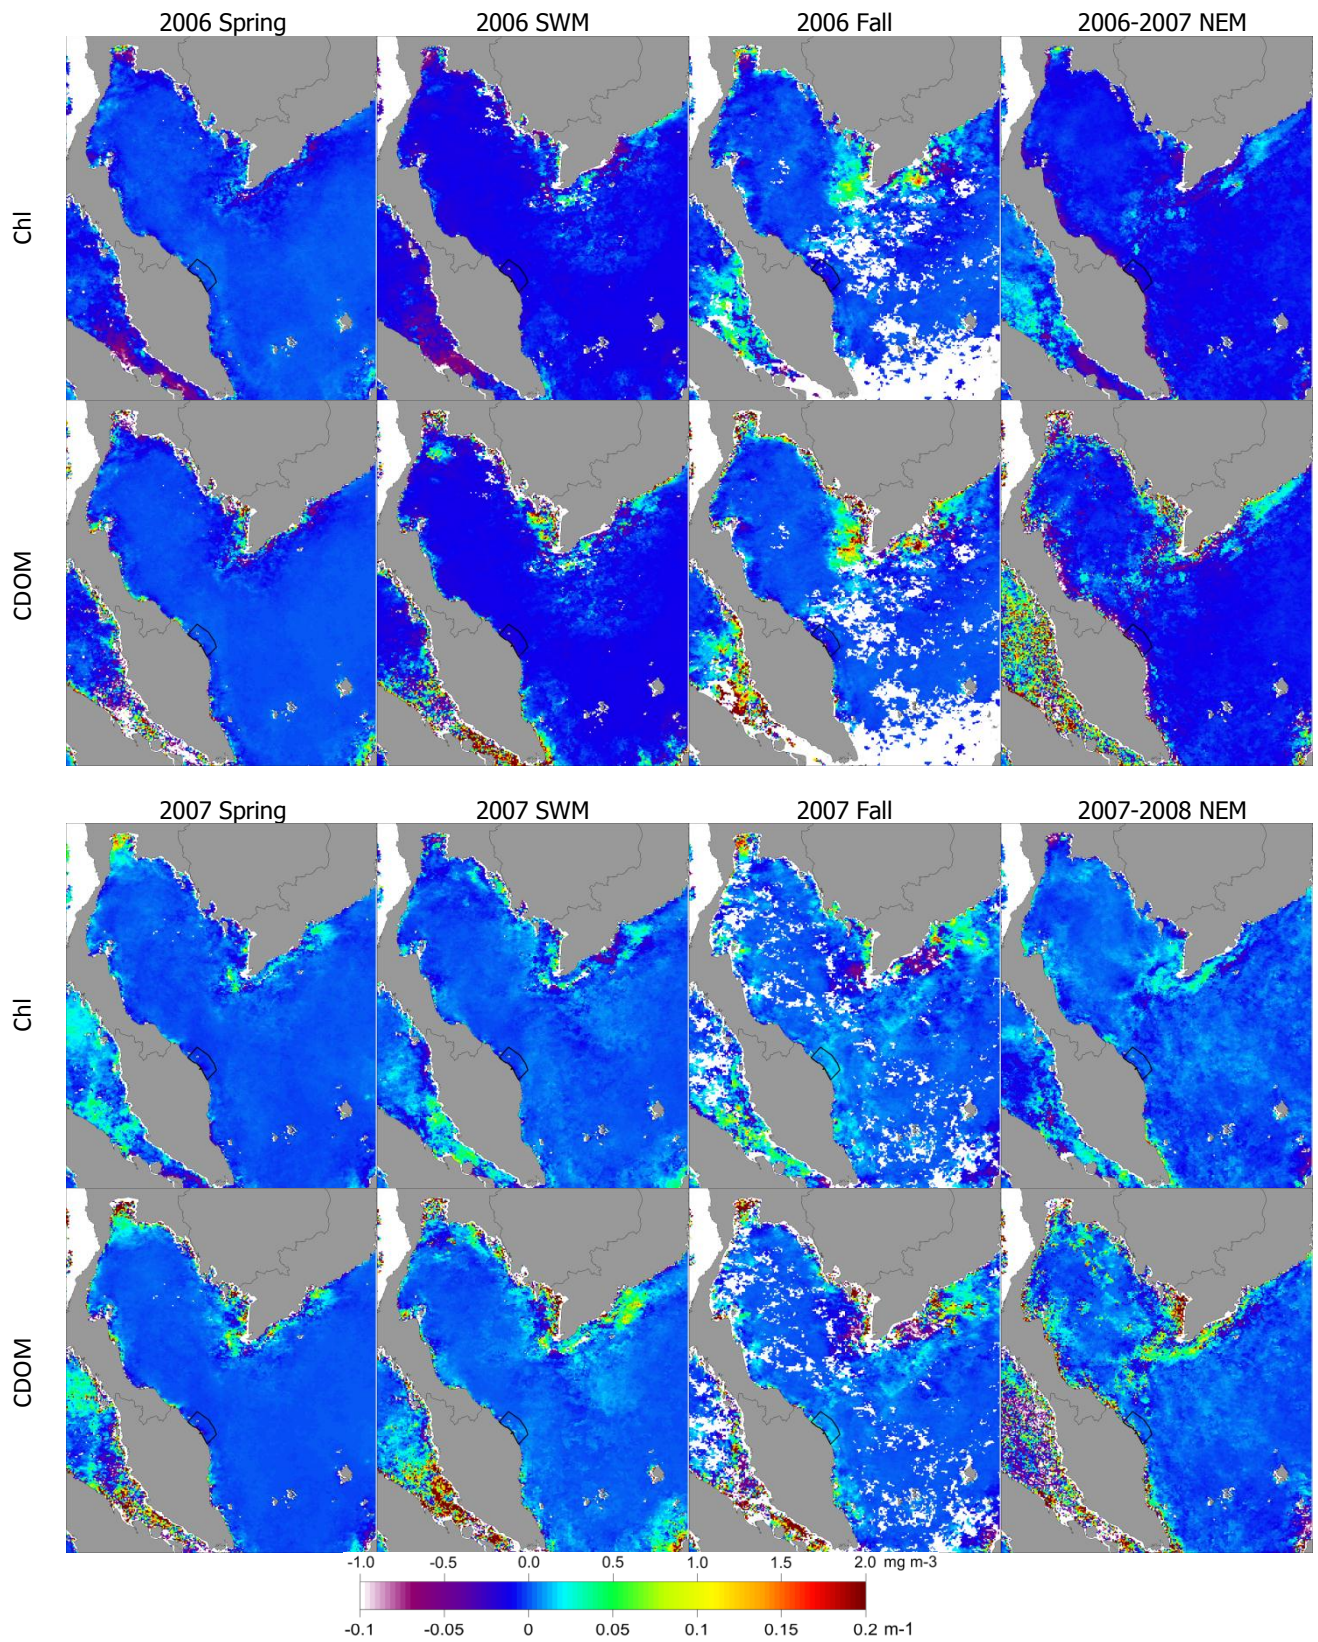 2006 Spring 2006 SWM 2006 Fall 2006-2007 NEM
Chl
CDOM
2007 Spring 2007 SWM 2007 Fall 2007-2008 NEM
Chl
CDOM
-1.0 -0.5 0.0 0.5 1.0 1.5 2.0 mg m-3
-0.1 -0.05 0 0.05 0.1 0.15 0.2 m-1